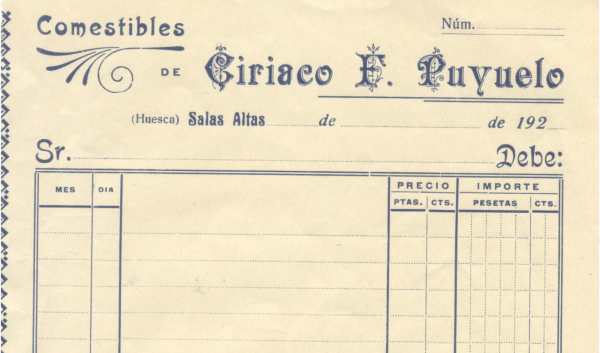 Comestibles
Núm.
DE Ciriaco F. Puyuelo
(Huesca) Salas Altas de de 192
Sr. Debe:
MES DIA PRECIO IMPORTE
PTAS. CTS. PESETAS CTS.